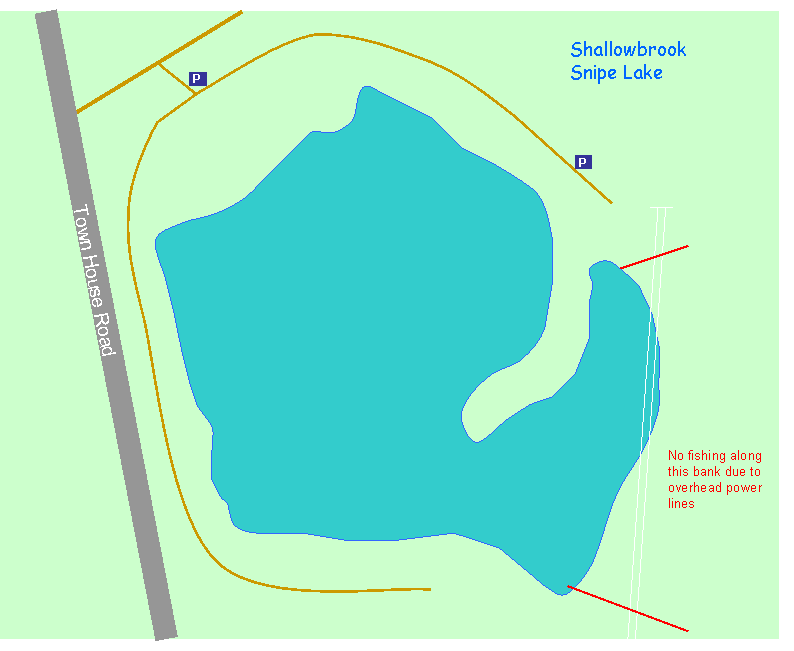 Shallowbrook
Snipe Lake
P
P
Town House Road
No fishing along
this bank due to
overhead power
lines